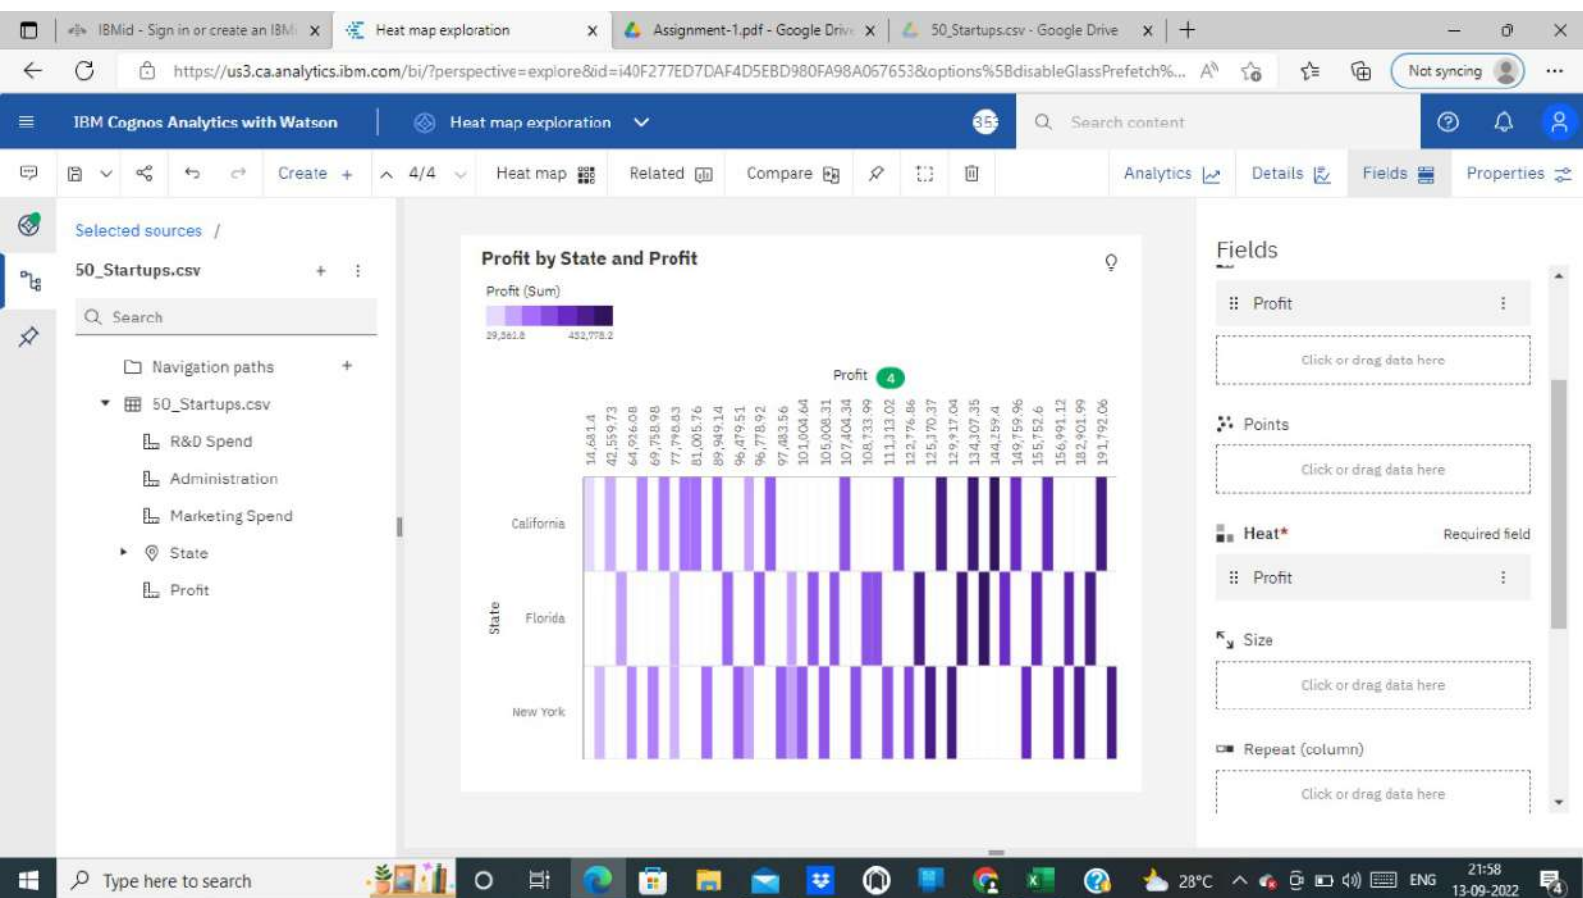 IBMid - Sign in or create an IBMi
Heat map exploration
Assignment-1.pdf - Google Drive
50_Startups.csv - Google Drive
https://us3.ca.analytics.ibm.com/bi/?perspective=explore&id=i40F277ED7DAF4D5EBD980FA98A067653&options%5BdisableGlassPrefetch%...
Not syncing
IBM Cognos Analytics with Watson
Heat map exploration
Search content
Create +
4/4
Heat map
Related
Compare
Analytics
Details
Fields
Properties
Selected sources /
50_Startups.csv
Search
Navigation paths
50_Startups.csv
R&D Spend
Administration
Marketing Spend
State
Profit
Profit by State and Profit
Profit (Sum)
Profit 4
14,681.4
42,559.73
64,926.08
69,758.98
77,798.83
81,005.76
89,949.14
96,479.51
96,778.92
97,483.56
101,004.64
105,008.31
107,404.34
108,733.99
111,313.02
122,776.86
125,370.37
129,917.04
134,307.35
144,259.4
149,759.96
155,752.6
156,991.12
182,901.99
191,792.06
State
California
Florida
New York
Fields
Profit
Click or drag data here
Points
Click or drag data here
Heat*
Required field
Profit
Size
Click or drag data here
Repeat (column)
Click or drag data here
Type here to search
28°C
ENG
21:58
13-09-2022
4